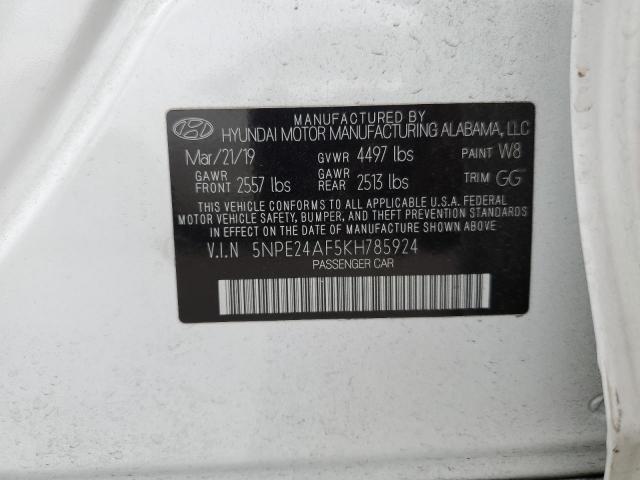 MANUFACTURED BY
HYUNDAI MOTOR MANUFACTURING ALABAMA, LLC
Mar/21/19 GVWR 4497 lbs PAINT W8
GAWR FRONT 2557 lbs GAWR REAR 2513 lbs TRIM GG
THIS VEHICLE CONFORMS TO ALL APPLICABLE U.S.A. FEDERAL
MOTOR VEHICLE SAFETY, BUMPER, AND THEFT PREVENTION STANDARDS
IN EFFECT ON THE DATE OF MANUFACTURE SHOWN ABOVE
V.I.N 5NPE24AF5KH785924
PASSENGER CAR